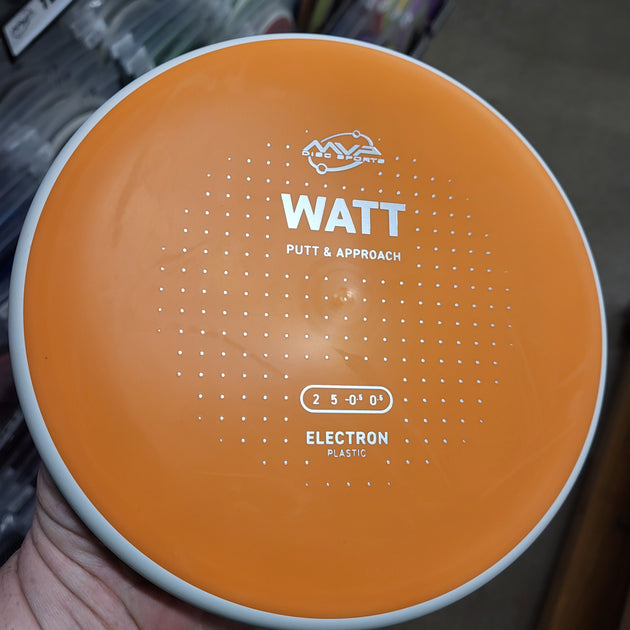 MVP
DISC SPORTS
WATT
PUTT & APPROACH
2 5 -0.5 0.5
ELECTRON
PLASTIC